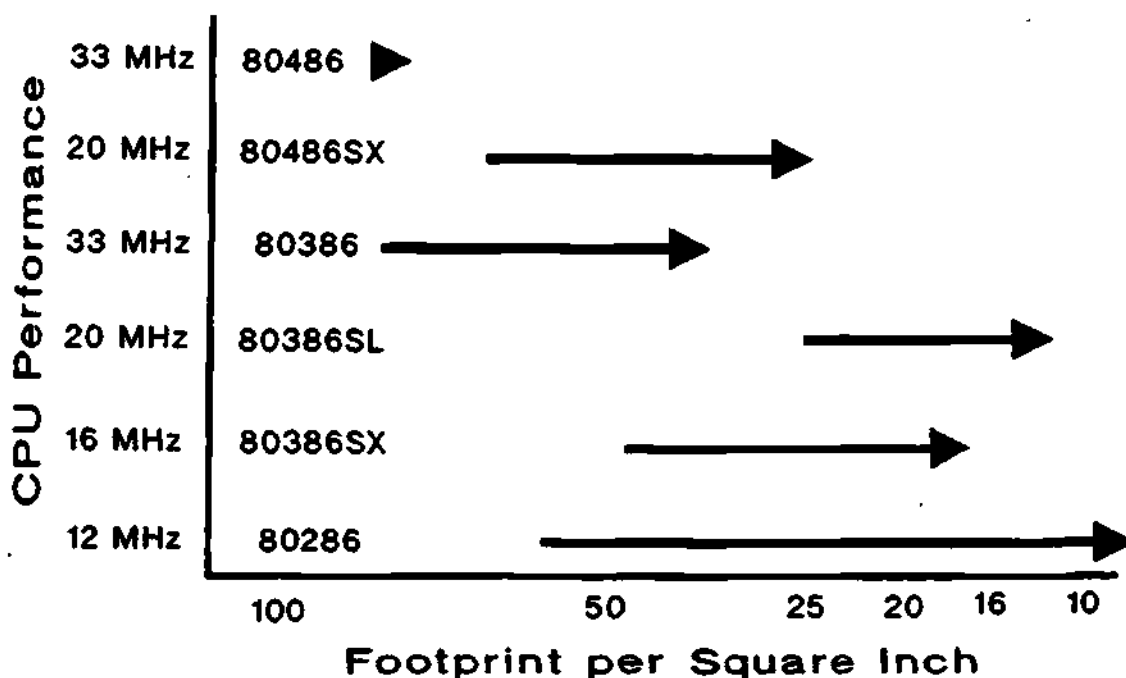 CPU Performance
33 MHz 80486
20 MHz 80486SX
33 MHz 80386
20 MHz 80386SL
16 MHz 80386SX
12 MHz 80286
100 50 25 20 16 10
Footprint per Square Inch